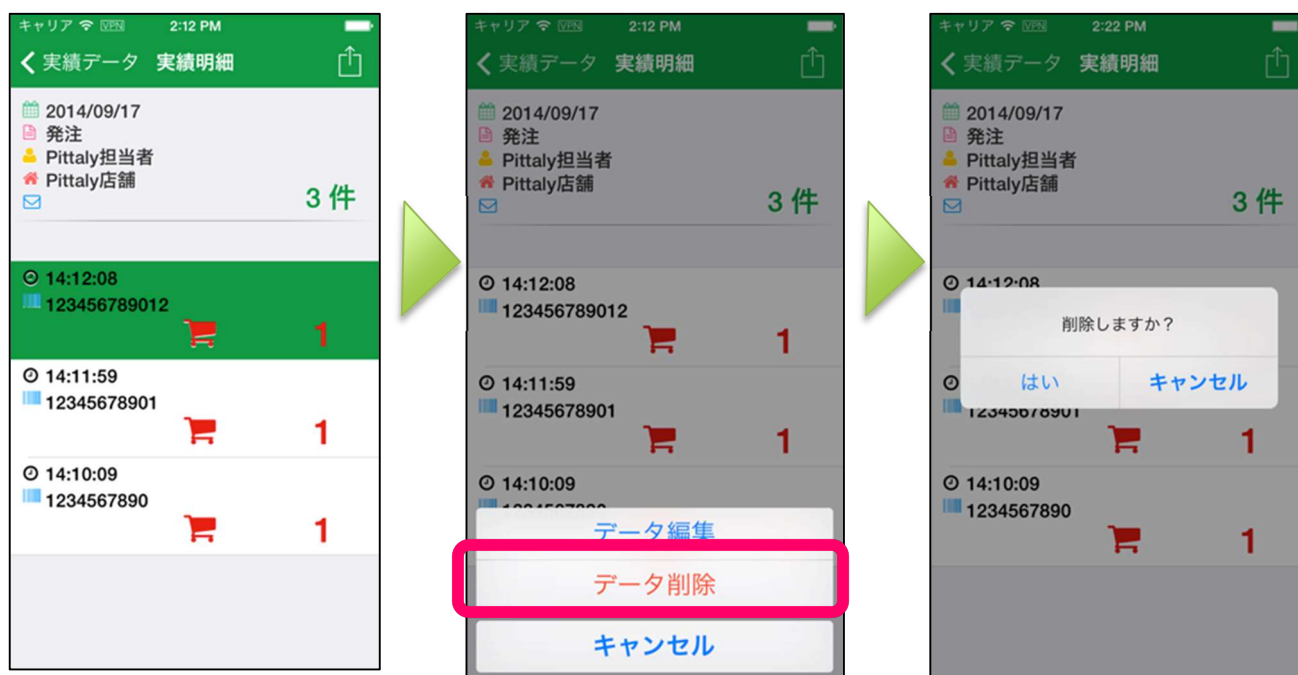 キャリア VPN 2:12 PM
実績データ 実績明細
2014/09/17
発注
Pittaly担当者
Pittaly店舗
3 件
14:12:08
123456789012
1
14:11:59
12345678901
1
14:10:09
1234567890
1
キャリア VPN 2:12 PM
実績データ 実績明細
2014/09/17
発注
Pittaly担当者
Pittaly店舗
3 件
14:12:08
123456789012
1
14:11:59
12345678901
1
14:10:09
1234567890
データ編集
データ削除
キャンセル
キャリア VPN 2:22 PM
実績データ 実績明細
2014/09/17
発注
Pittaly担当者
Pittaly店舗
3 件
14:12:08
削除しますか？
はい キャンセル
12345678901
1
14:10:09
1234567890
1